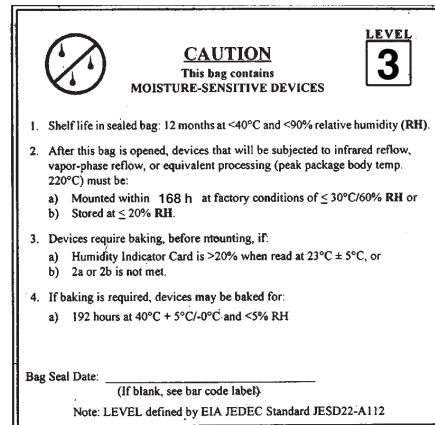 LEVEL
3
CAUTION
This bag contains
MOISTURE-SENSITIVE DEVICES
1. Shelf life in sealed bag: 12 months at <40°C and <90% relative humidity (RH).
2. After this bag is opened, devices that will be subjected to infrared reflow,
vapor-phase reflow, or equivalent processing (peak package body temp.
220°C) must be:
a) Mounted within 168 h at factory conditions of ≤ 30°C/60% RH or
b) Stored at ≤ 20% RH.
3. Devices require baking, before mounting, if:
a) Humidity Indicator Card is >20% when read at 23°C ± 5°C, or
b) 2a or 2b is not met.
4. If baking is required, devices may be baked for:
a) 192 hours at 40°C + 5°C/-0°C and <5% RH
Bag Seal Date:
(If blank, see bar code label)
Note: LEVEL defined by EIA JEDEC Standard JESD22-A112